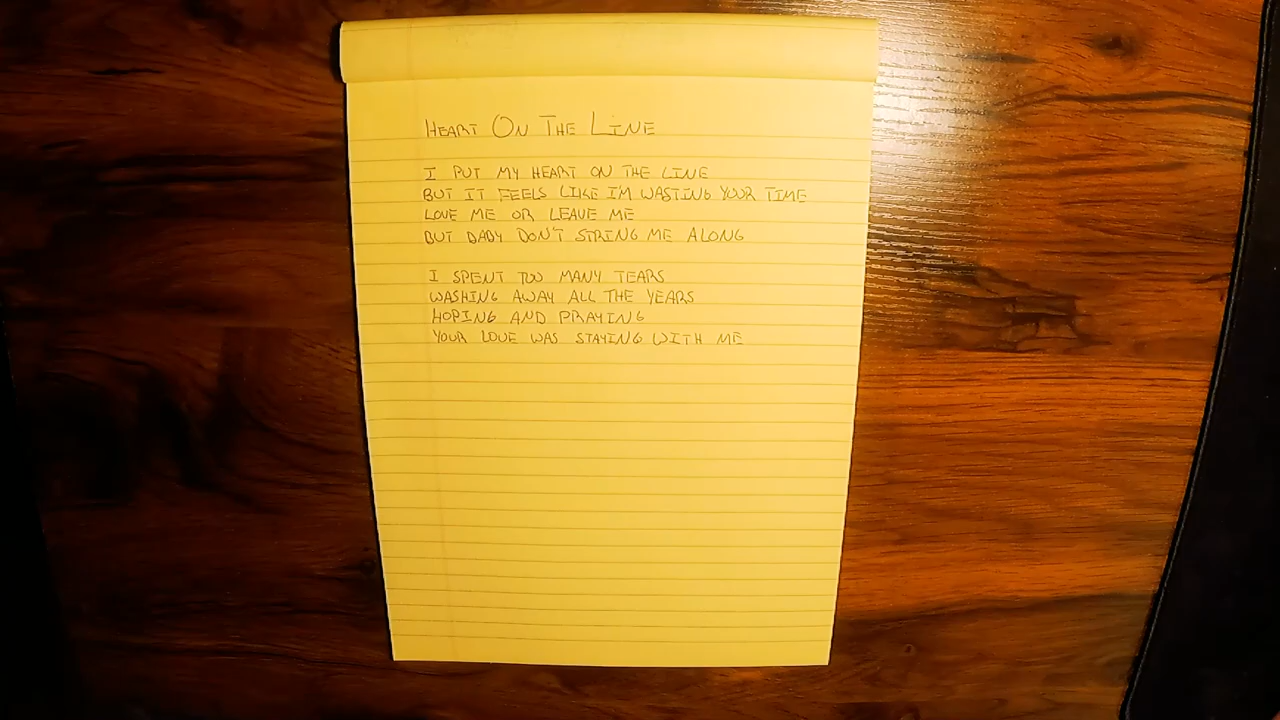 HEART ON THE LINE
I PUT MY HEART ON THE LINE
BUT IT FEELS LIKE I'M WASTING YOUR TIME
LOVE ME OR LEAVE ME
BUT BABY DON'T STRING ME ALONG
I SPENT TOO MANY TEARS
WASHING AWAY ALL THE YEARS
HOPING AND PRAYING
YOUR LOVE WAS STAYING WITH ME